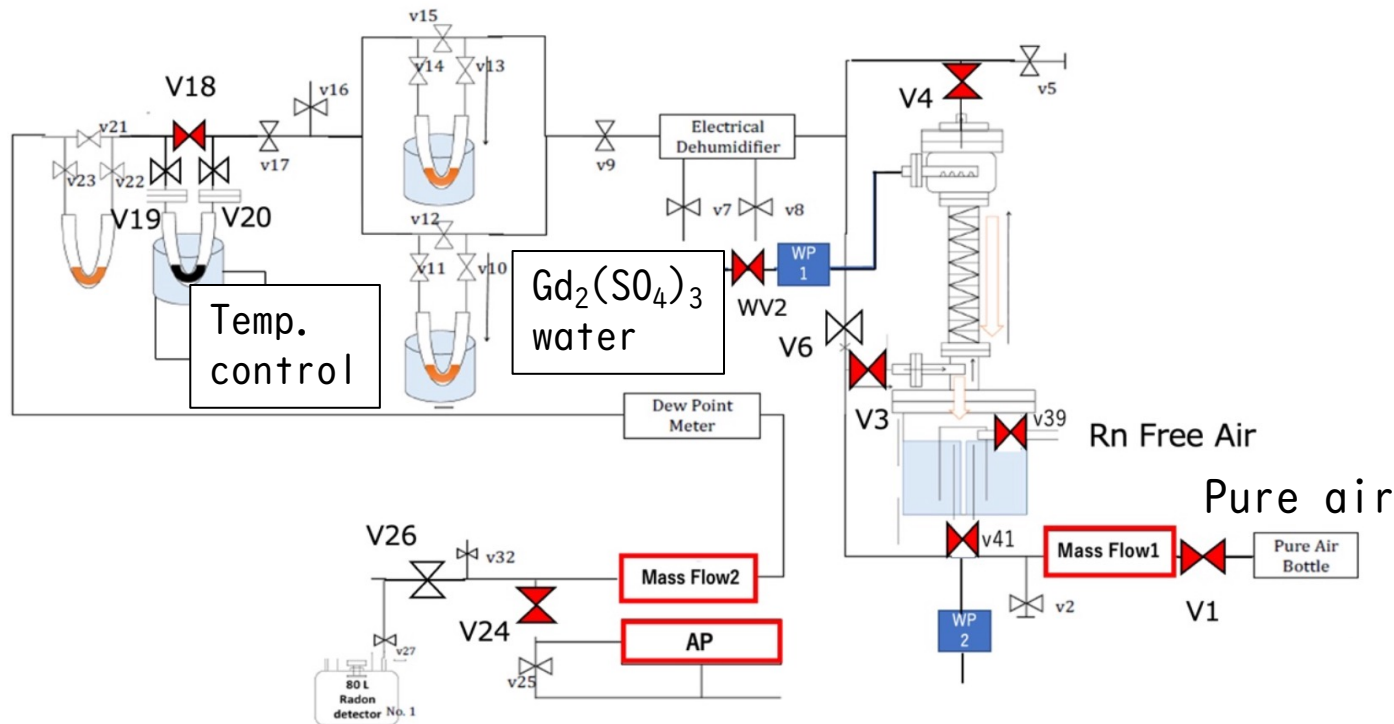 v15
v14
v13
V18
v16
v21
v17
v23
v22
V19
V20
v12
v11
v10
Temp.
control
v9
Electrical
Dehumidifier
v7
v8
Gd₂(SO₄)₃
water
WV2
WP
1
V4
v5
V6
V3
v39
Rn Free Air
Pure air
v41
Mass Flow1
V1
Pure Air
Bottle
v2
WP
2
Dew Point
Meter
V26
v32
Mass Flow2
V24
AP
v25
v27
80 L
Radon
detector
No. 1